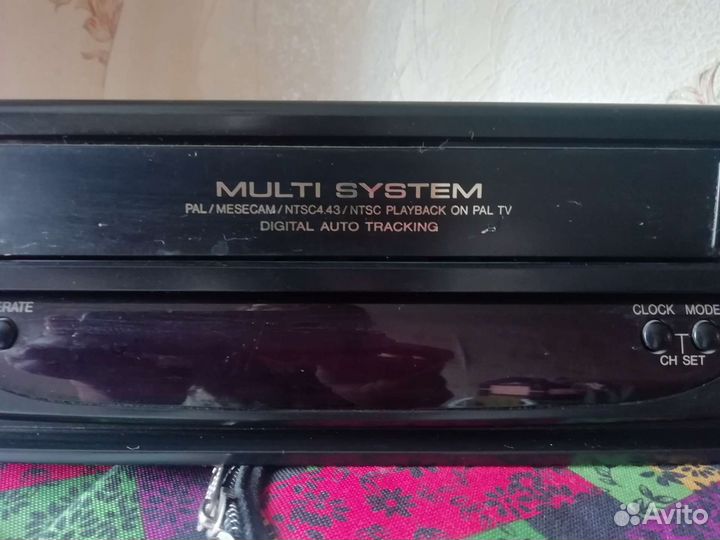 MULTI SYSTEM
PAL/MESECAM/NTSC4.43/NTSC PLAYBACK ON PAL TV
DIGITAL AUTO TRACKING
ERATE
CLOCK MODE
CH SET
Avito